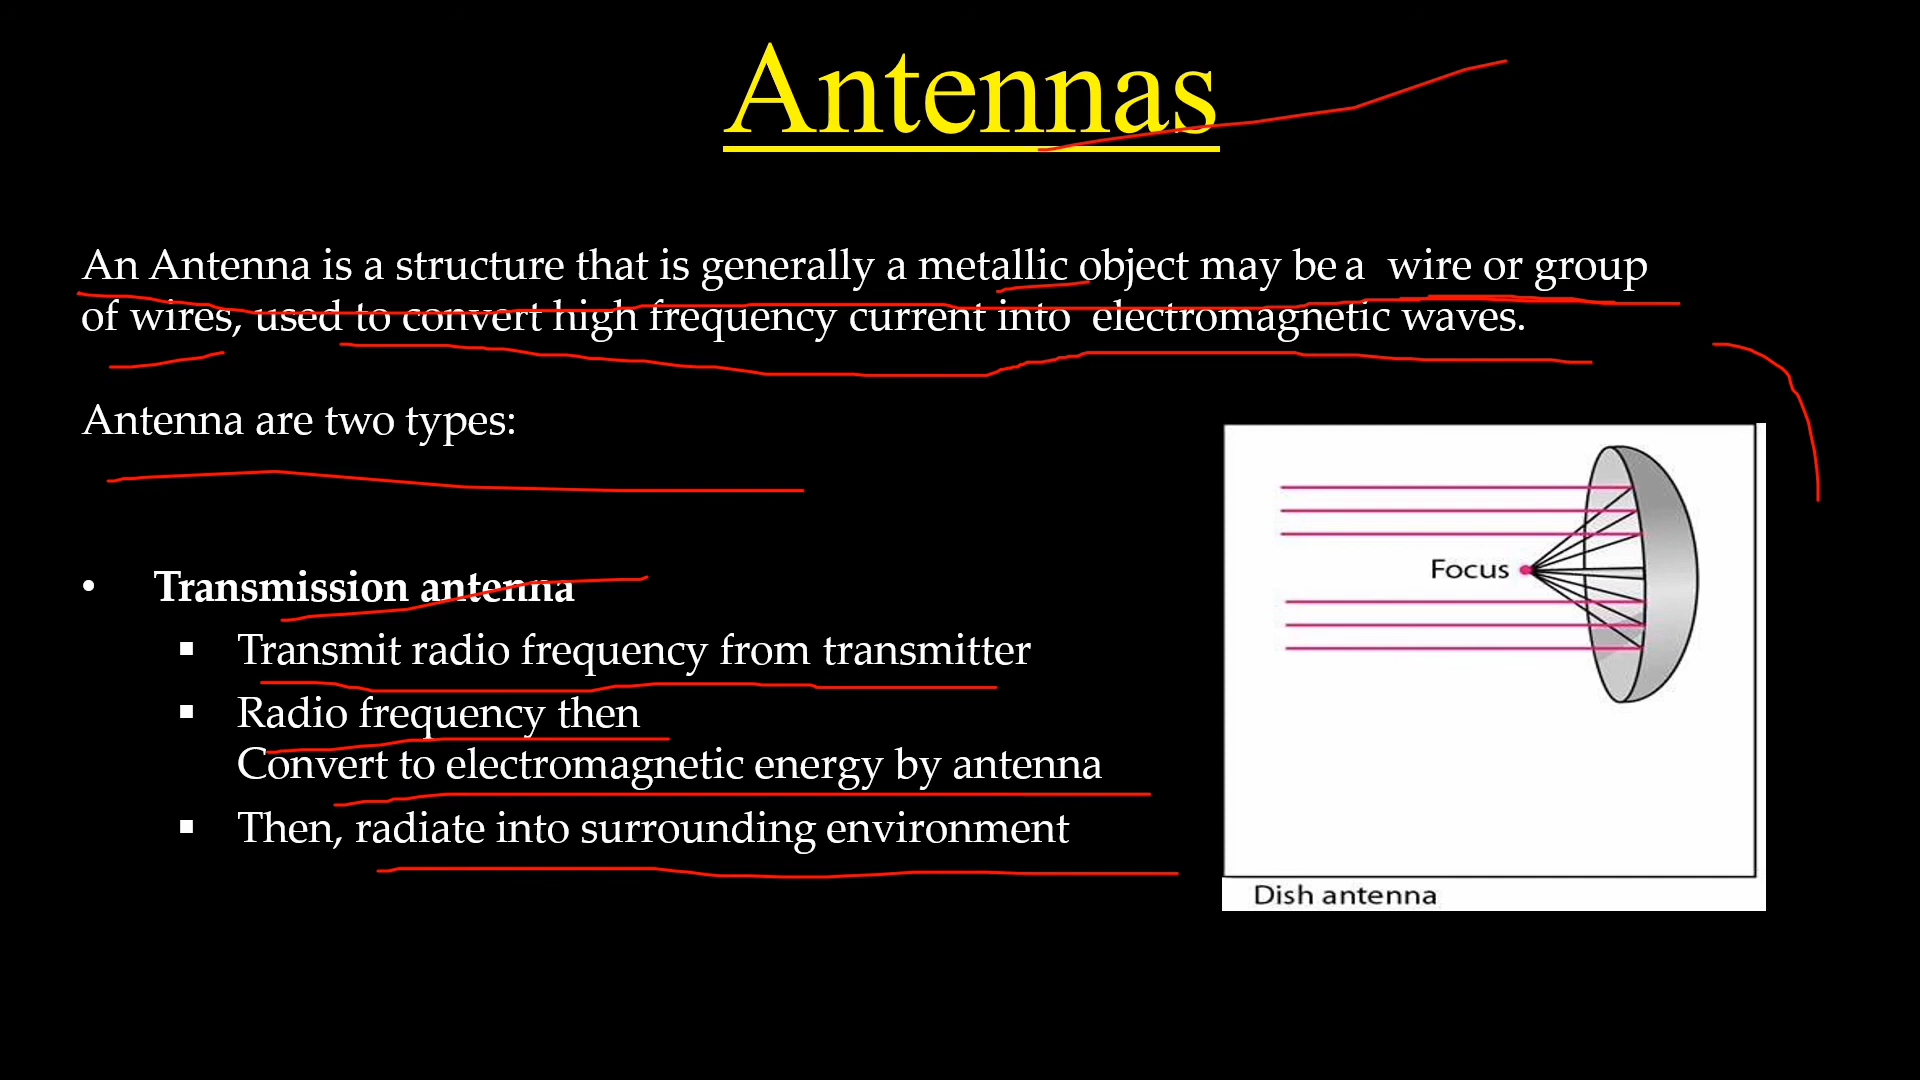 Antennas
An Antenna is a structure that is generally a metallic object may be a wire or group
of wires, used to convert high frequency current into electromagnetic waves.
Antenna are two types:
• Transmission antenna
▪ Transmit radio frequency from transmitter
▪ Radio frequency then
Convert to electromagnetic energy by antenna
▪ Then, radiate into surrounding environment
Focus
Dish antenna